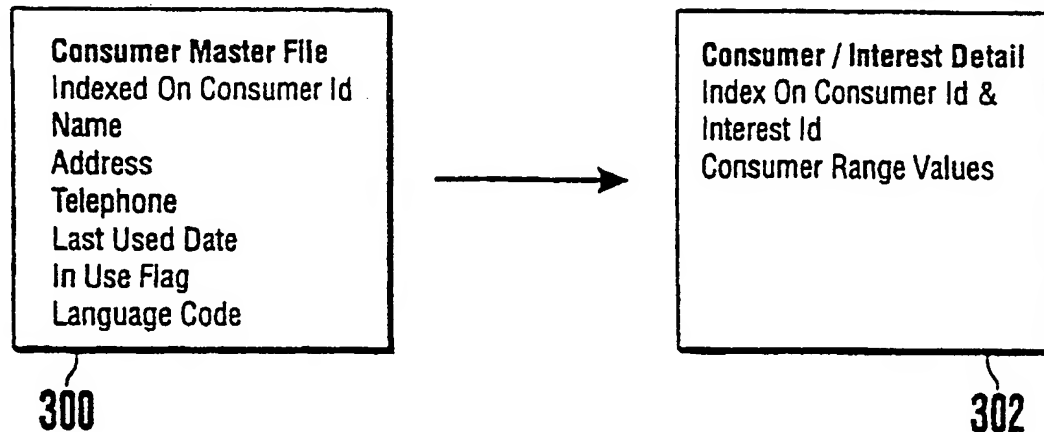 Consumer Master File
Indexed On Consumer Id
Name
Address
Telephone
Last Used Date
In Use Flag
Language Code
300
Consumer / Interest Detail
Index On Consumer Id &
Interest Id
Consumer Range Values
302